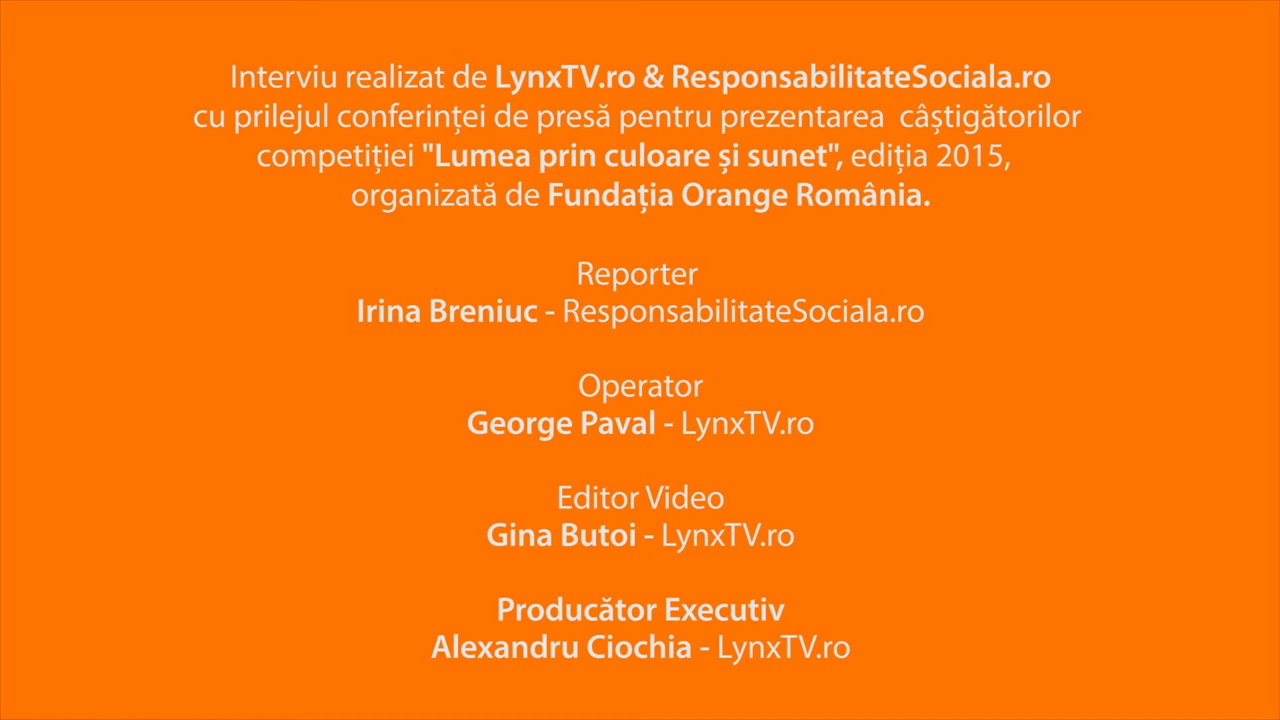 Interviu realizat de LynxTV.ro & ResponsabilitateSociala.ro
cu prilejul conferinței de presă pentru prezentarea  câștigătorilor
competiției "Lumea prin culoare și sunet", ediția 2015,
organizată de Fundația Orange România.
Reporter
Irina Breniuc - ResponsabilitateSociala.ro
Operator
George Paval - LynxTV.ro
Editor Video
Gina Butoi - LynxTV.ro
Producător Executiv
Alexandru Ciochia - LynxTV.ro